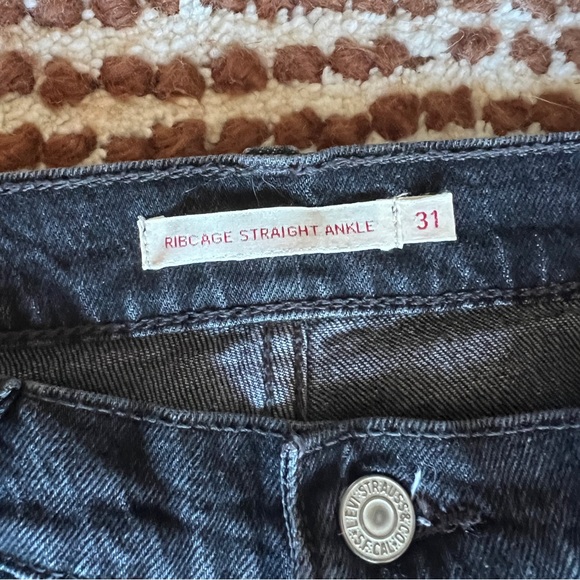 RIBCAGE STRAIGHT ANKLE 31
LEVI STRAUSS & CO. S.F. CAL.